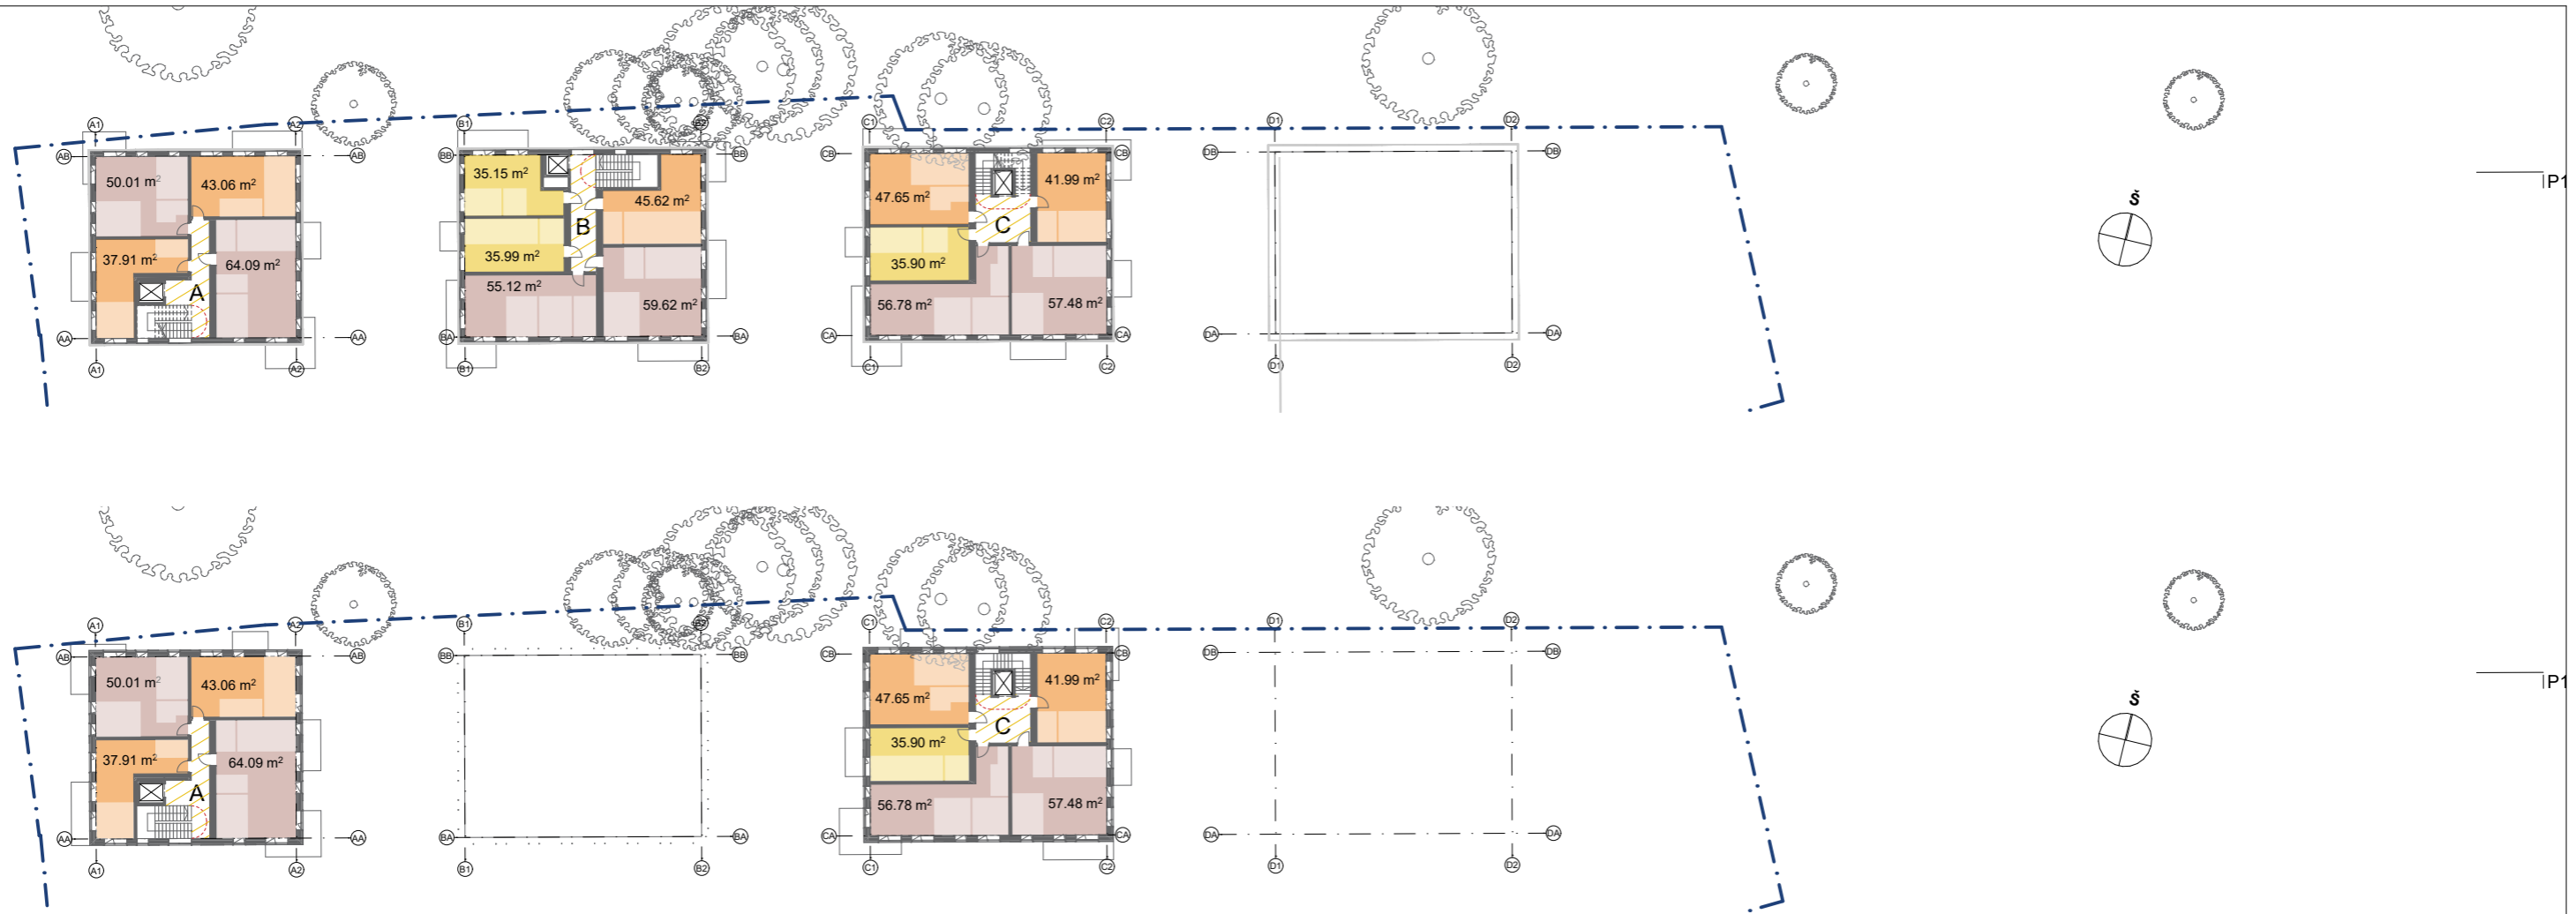 A1 A2 B1 B2 C1 C2 D1 D2
AB AB BB BB CB CB DB DB
50.01 m² 43.06 m² 35.15 m² 45.62 m² 47.65 m² 41.99 m²
P1
Š
37.91 m² 64.09 m² B 35.99 m² C 35.90 m²
A 55.12 m² 59.62 m² 56.78 m² 57.48 m²
AA AA BA BA CA CA DA DA
A1 A2 B1 B2 C1 C2 D1 D2
A1 A2 B1 B2 C1 C2 D1 D2
AB AB BB BB CB CB DB DB
50.01 m² 43.06 m² 47.65 m² 41.99 m²
P1
Š
37.91 m² 64.09 m² C 35.90 m²
A 56.78 m² 57.48 m²
AA AA BA BA CA CA DA DA
A1 A2 B1 B2 C1 C2 D1 D2